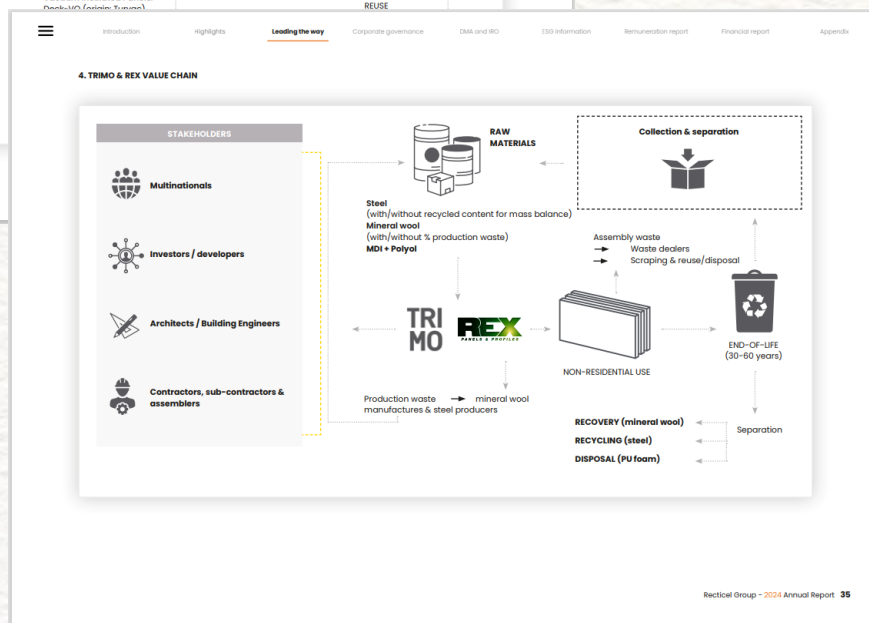 Deck-VQ (origin: Turvac)
REUSE
Introduction
Highlights
Leading the way
Corporate governance
DMA and IRO
ESG information
Remuneration report
Financial report
Appendix
4. TRIMO & REX VALUE CHAIN
STAKEHOLDERS
Multinationals
Investors / developers
Architects / Building Engineers
Contractors, sub-contractors &
assemblers
RAW
MATERIALS
Steel
(with/without recycled content for mass balance)
Mineral wool
(with/without % production waste)
MDI + Polyol
Collection & separation
Assembly waste
Waste dealers
Scraping & reuse/disposal
TRI
MO
REX
PANELS & PROFILES
NON-RESIDENTIAL USE
END-OF-LIFE
(30-60 years)
Production waste mineral wool
manufactures & steel producers
RECOVERY (mineral wool)
RECYCLING (steel)
DISPOSAL (PU foam)
Separation
Recticel Group - 2024 Annual Report 35